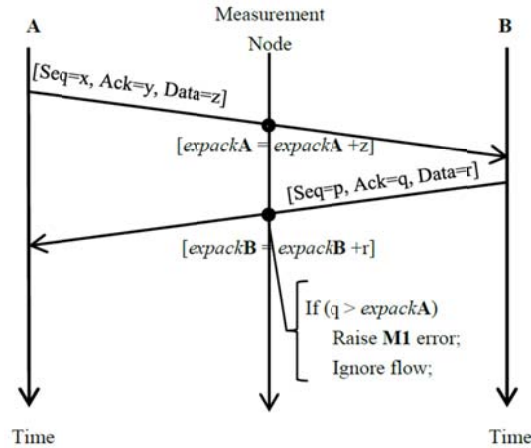 Measurement
Node
A
B
[Seq=x, Ack=y, Data=z]
[expackA = expackA +z]
[Seq=p, Ack=q, Data=r]
[expackB = expackB +r]
If (q > expackA)
Raise M1 error;
Ignore flow;
Time
Time